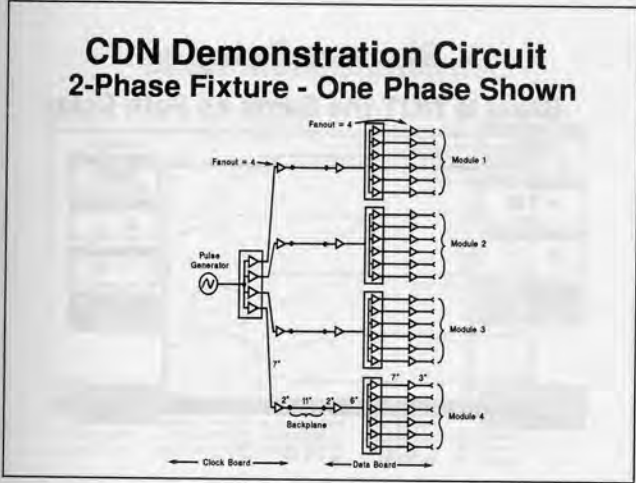 CDN Demonstration Circuit
2-Phase Fixture - One Phase Shown
Fanout = 4
Fanout = 4
Module 1
Module 2
Pulse
Generator
Module 3
7"
2" 11" 2" 6" 7" 3"
Module 4
Backplane
Clock Board
Data Board